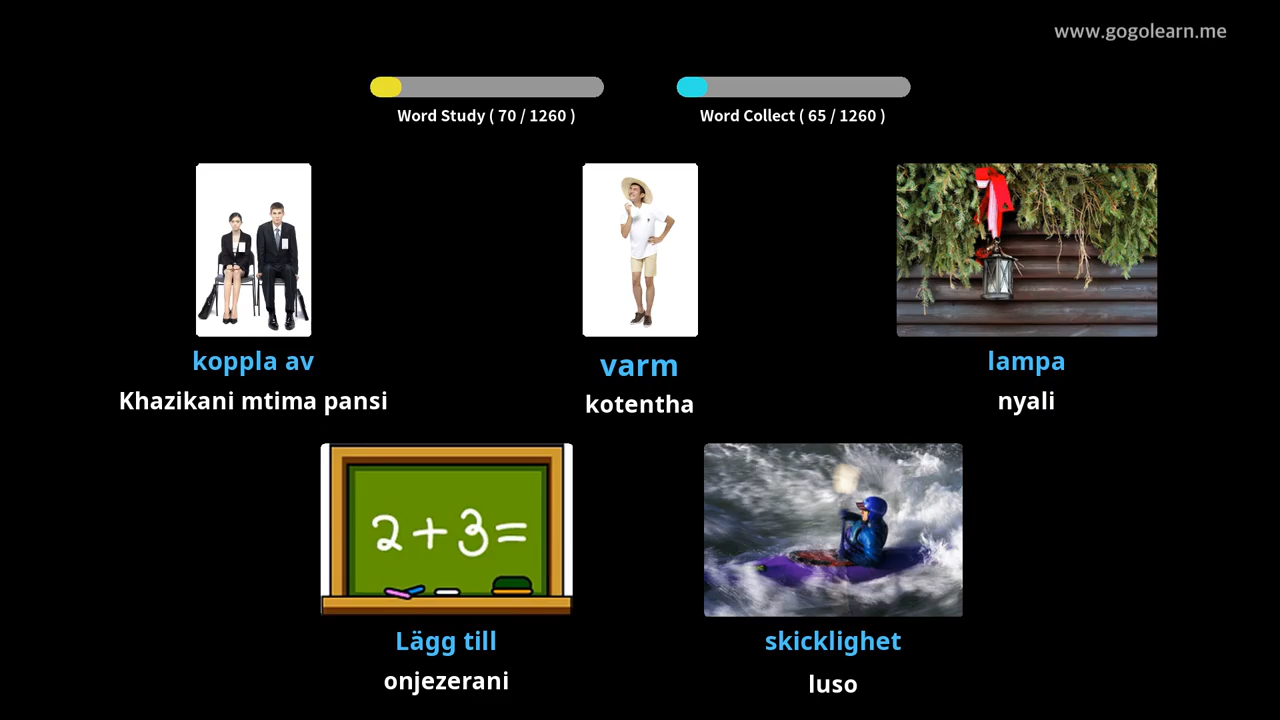 www.gogolearn.me
Word Study ( 70 / 1260 )
Word Collect ( 65 / 1260 )
koppla av
Khazikani mtima pansi
varm
kotentha
lampa
nyali
2+3=
Lägg till
onjezerani
skicklighet
luso